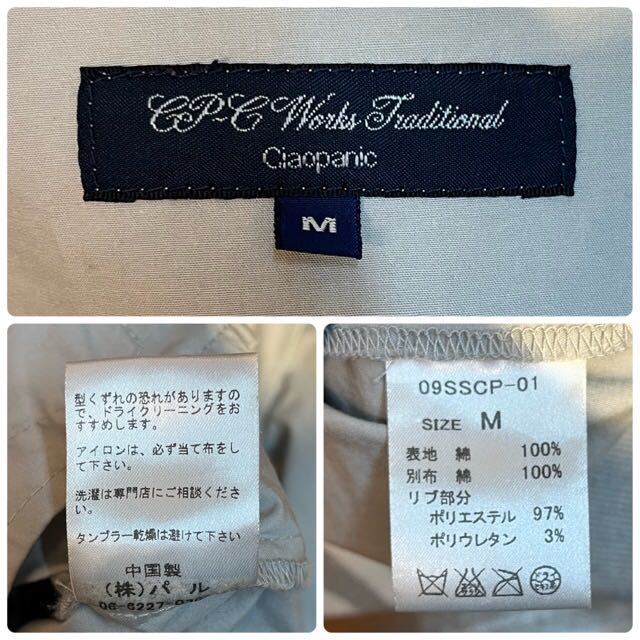 CPC Works Traditional
Ciaopanic
M
型くずれの恐れがありますの
で、ドライクリーニングをお
すすめします。
アイロンは、必ず当て布をし
て下さい。
洗濯は専門店にご相談くださ
い。
タンブラー乾燥は避けて下さい
中国製
(株)パル
06-6227-03
09SSCP-01
SIZE M
表地 綿 100%
別布 綿 100%
リブ部分
ポリエステル 97%
ポリウレタン 3%